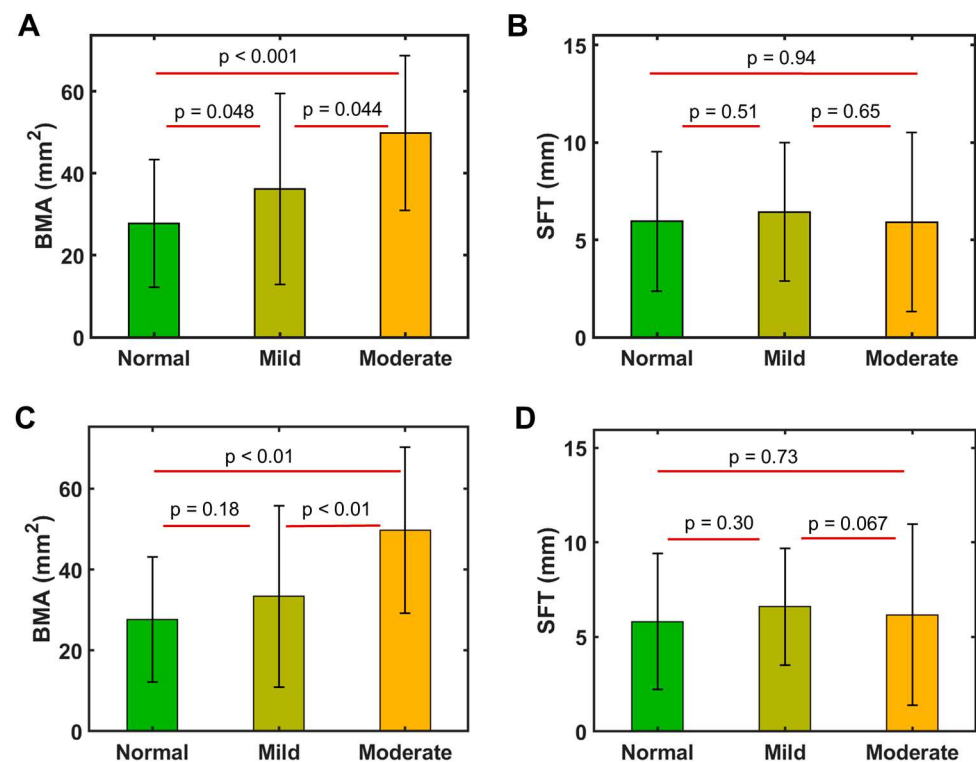 A
BMA (mm²)
60
40
20
0
p < 0.001
p = 0.048
p = 0.044
Normal
Mild
Moderate
B
SFT (mm)
15
10
5
0
p = 0.94
p = 0.51
p = 0.65
Normal
Mild
Moderate
C
BMA (mm²)
60
40
20
0
p < 0.01
p = 0.18
p < 0.01
Normal
Mild
Moderate
D
SFT (mm)
15
10
5
0
p = 0.73
p = 0.30
p = 0.067
Normal
Mild
Moderate